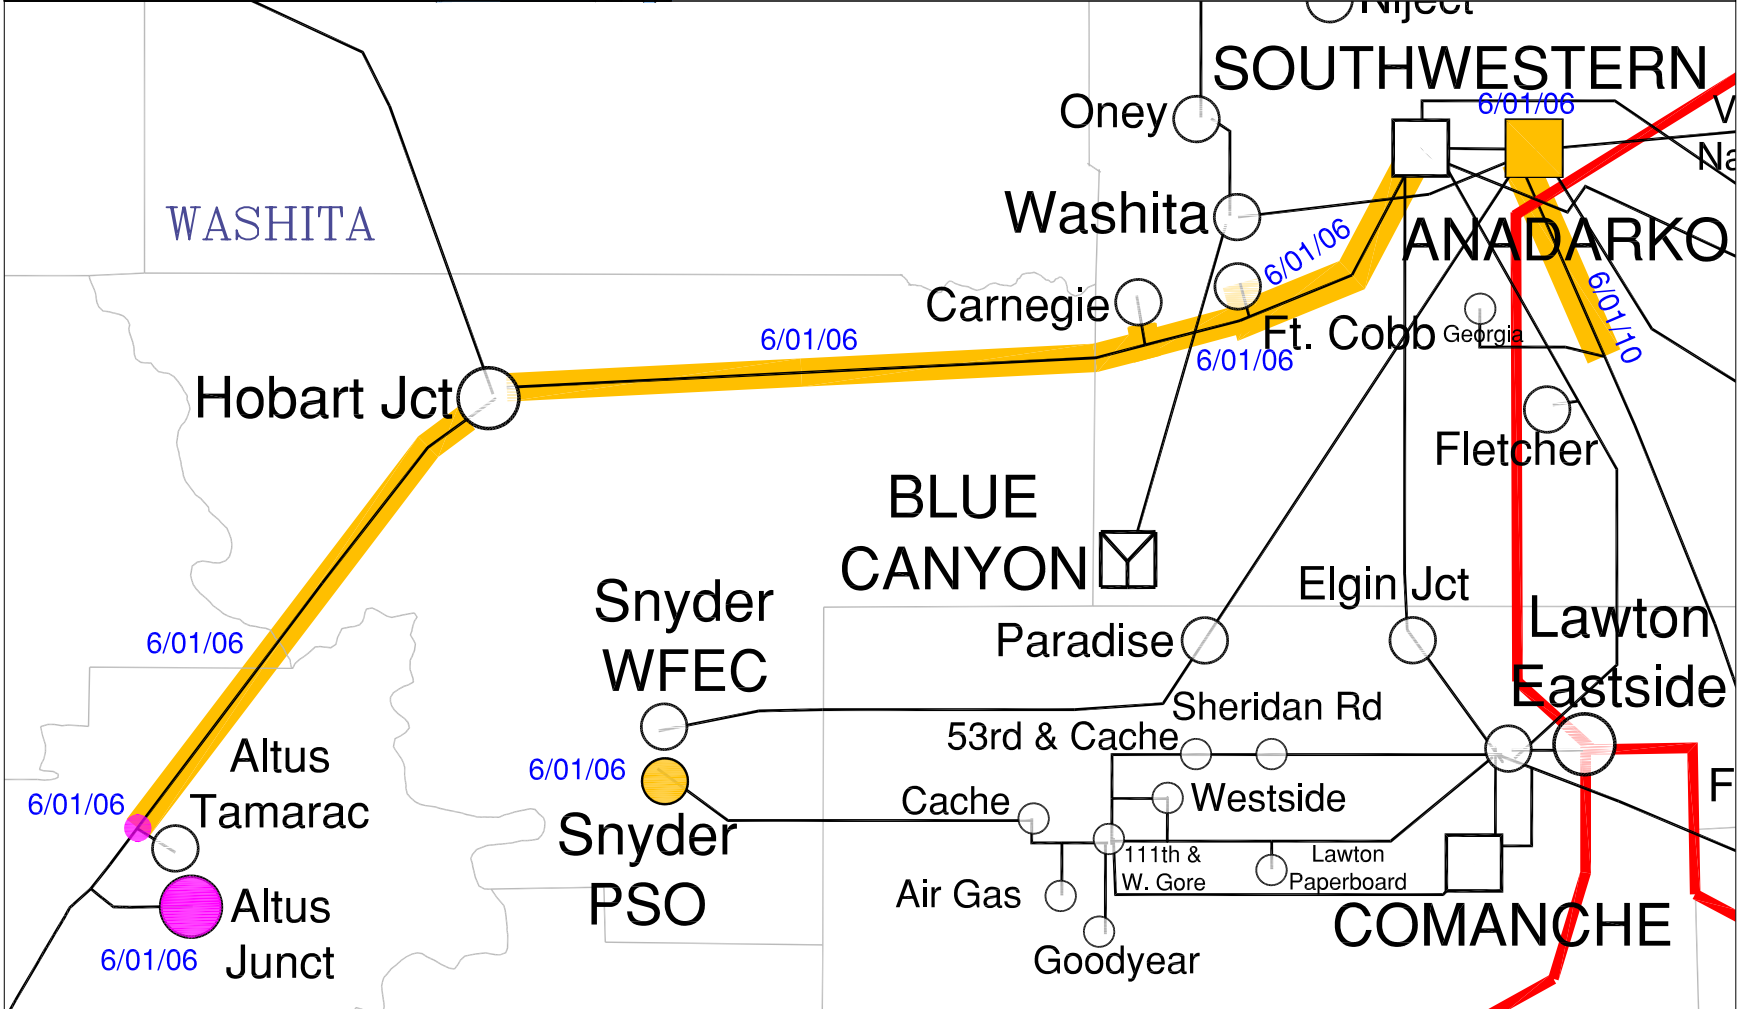 SOUTHWESTERN
6/01/06
Oney
Na
WASHITA
Washita
6/01/06
ANADARKO
Carnegie
6/01/06
Ft. Cobb
Georgia
6/01/10
6/01/06
Hobart Jct
Fletcher
BLUE
CANYON
Snyder
WFEC
Elgin Jct
Lawton
Eastside
6/01/06
Paradise
Sheridan Rd
53rd & Cache
Altus
Tamarac
6/01/06
6/01/06
Cache
Westside
F
Snyder
PSO
111th &
W. Gore
Lawton
Paperboard
Air Gas
Altus
Junct
6/01/06
COMANCHE
Goodyear